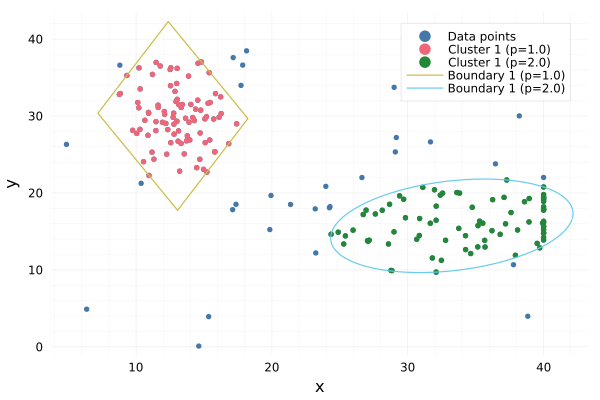 Data points
Cluster 1 (p=1.0)
Cluster 1 (p=2.0)
Boundary 1 (p=1.0)
Boundary 1 (p=2.0)
40
30
20
10
0
y
10
20
30
40
x